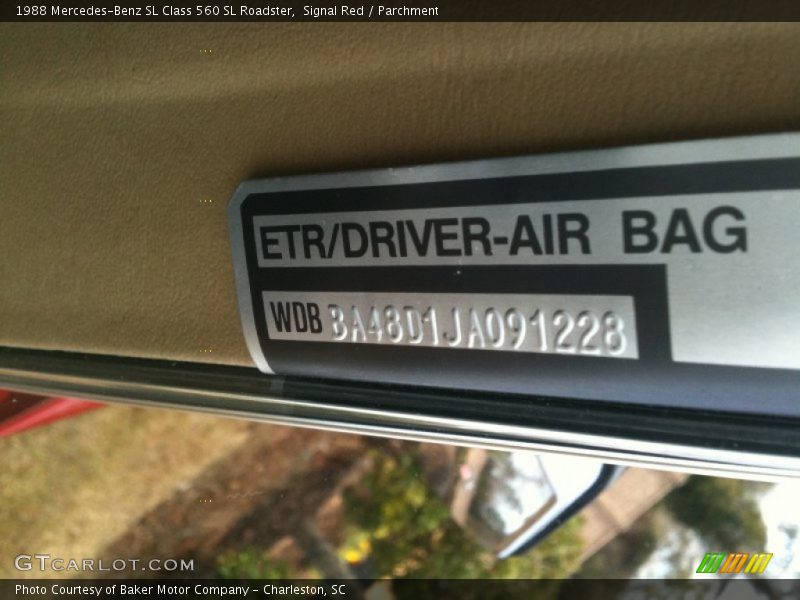 1988 Mercedes-Benz SL Class 560 SL Roadster,  Signal Red / Parchment
ETR/DRIVER-AIR BAG
WDB BA48D1JA091228
GTCARLOT.COM
Photo Courtesy of Baker Motor Company - Charleston, SC